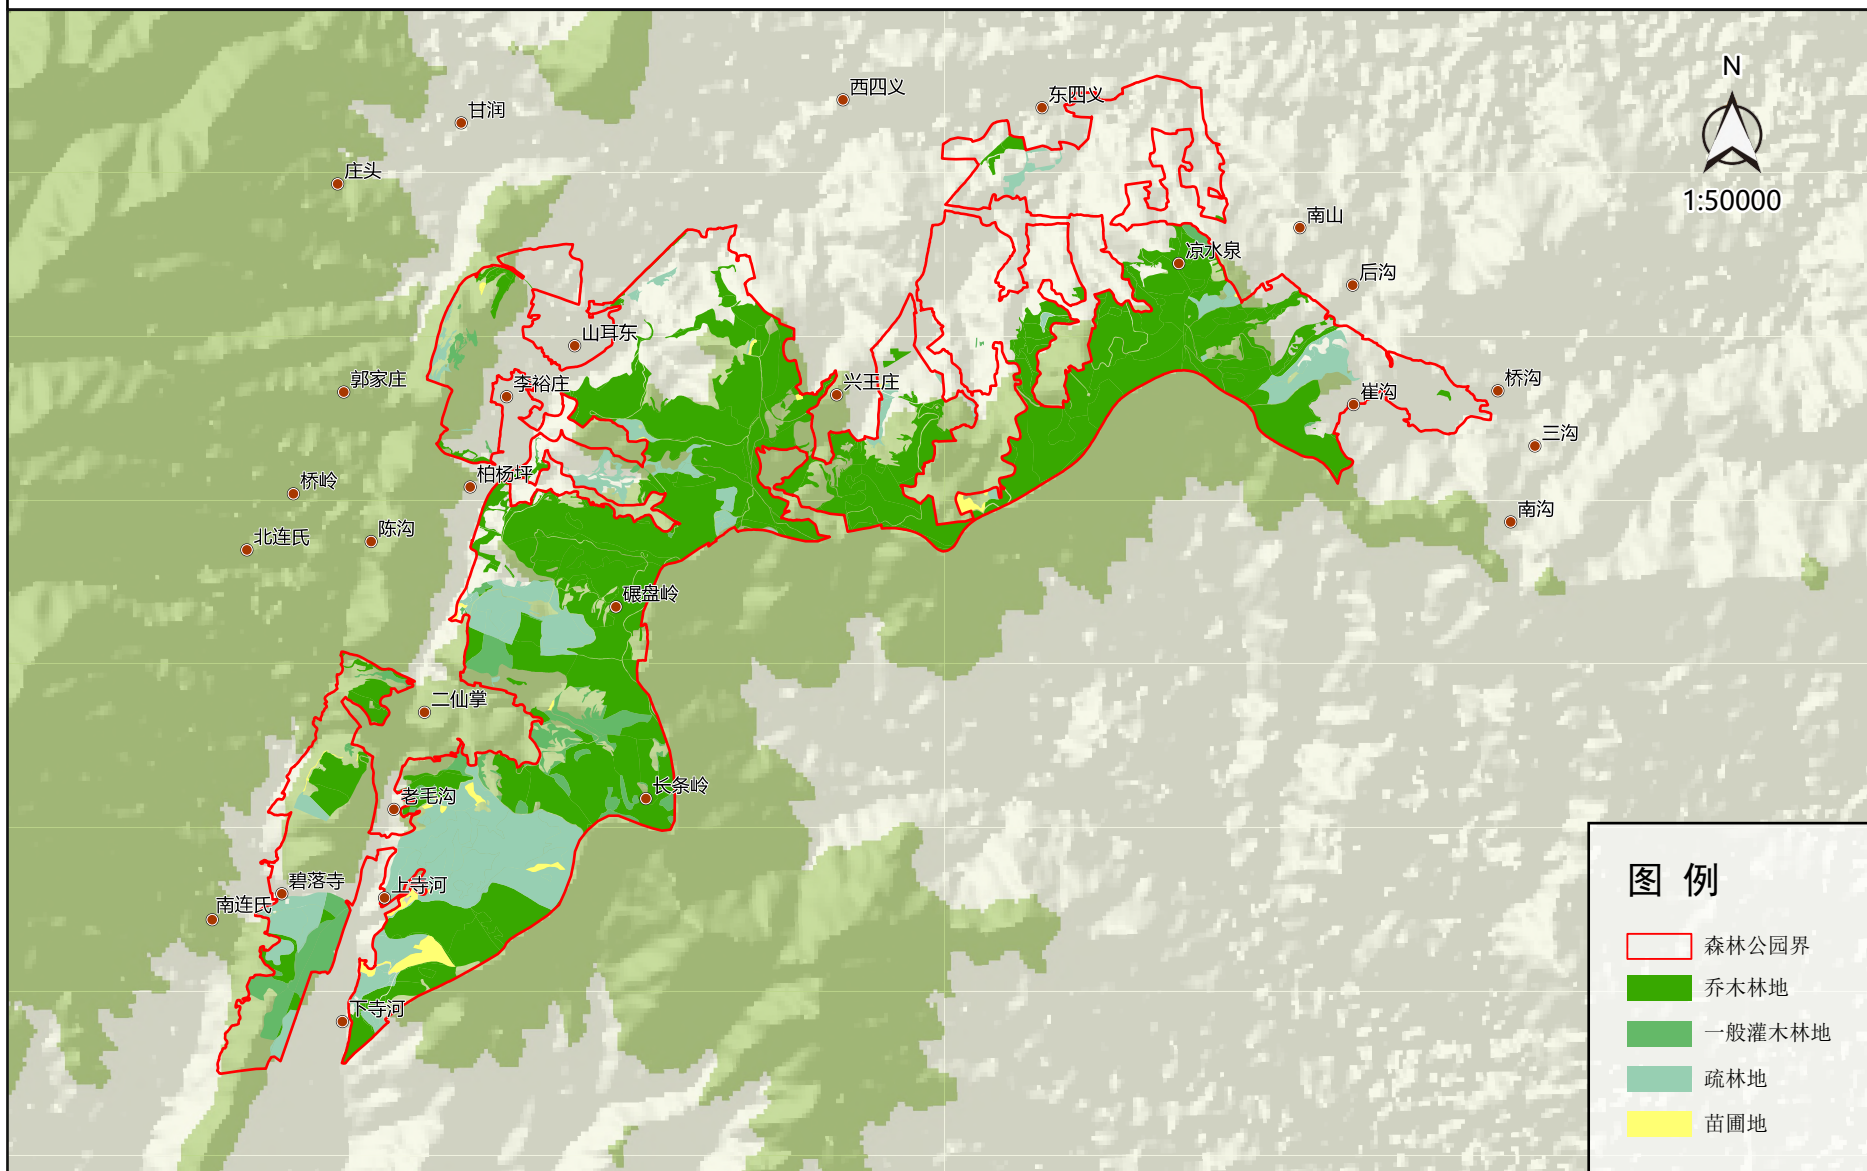 西四义
东四义
N
甘润
1:50000
庄头
南山
凉水泉
后沟
山耳东
郭家庄
李裕庄
兴王庄
桥沟
崔沟
三沟
柏杨坪
桥岭
南沟
北连氏
陈沟
碾盘岭
二仙掌
长条岭
老毛沟
碧落寺
上寺河
南连氏
下寺河
图 例
森林公园界
乔木林地
一般灌木林地
疏林地
苗圃地